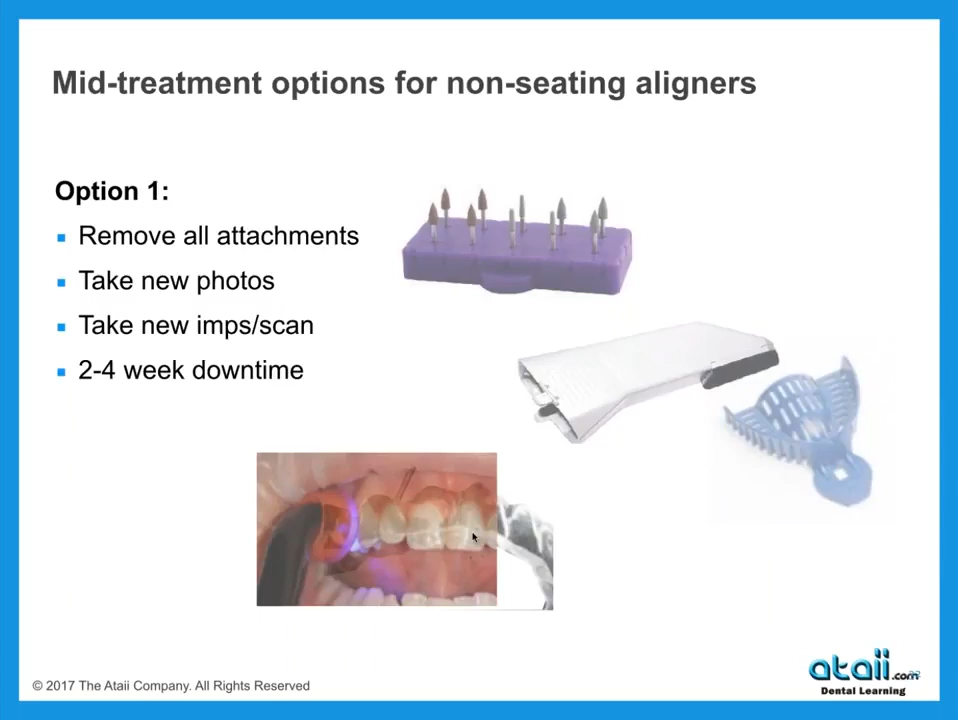 Mid-treatment options for non-seating aligners
Option 1:
Remove all attachments
Take new photos
Take new imps/scan
2-4 week downtime
© 2017 The Ataii Company. All Rights Reserved
ataii.com
Dental Learning